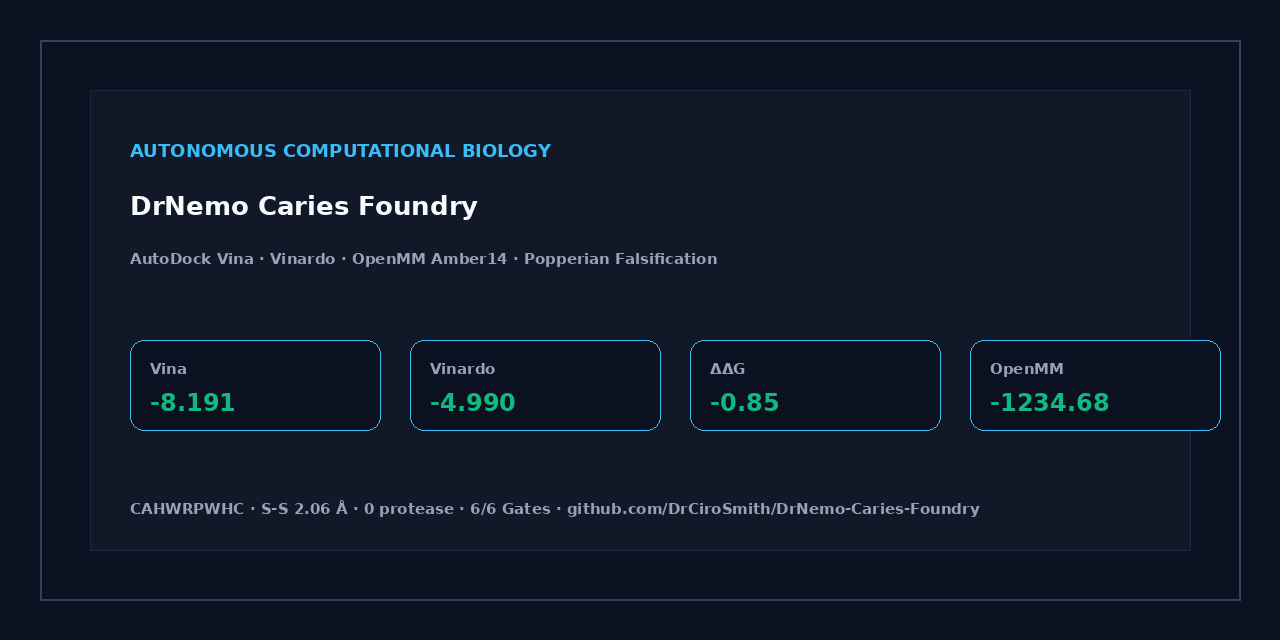 AUTONOMOUS COMPUTATIONAL BIOLOGY
DrNemo Caries Foundry
AutoDock Vina · Vinardo · OpenMM Amber14 · Popperian Falsification
Vina
-8.191
Vinardo
-4.990
ΔΔG
-0.85
OpenMM
-1234.68
CAHWRPWHC · S-S 2.06 Å · 0 protease · 6/6 Gates · github.com/DrCiroSmith/DrNemo-Caries-Foundry